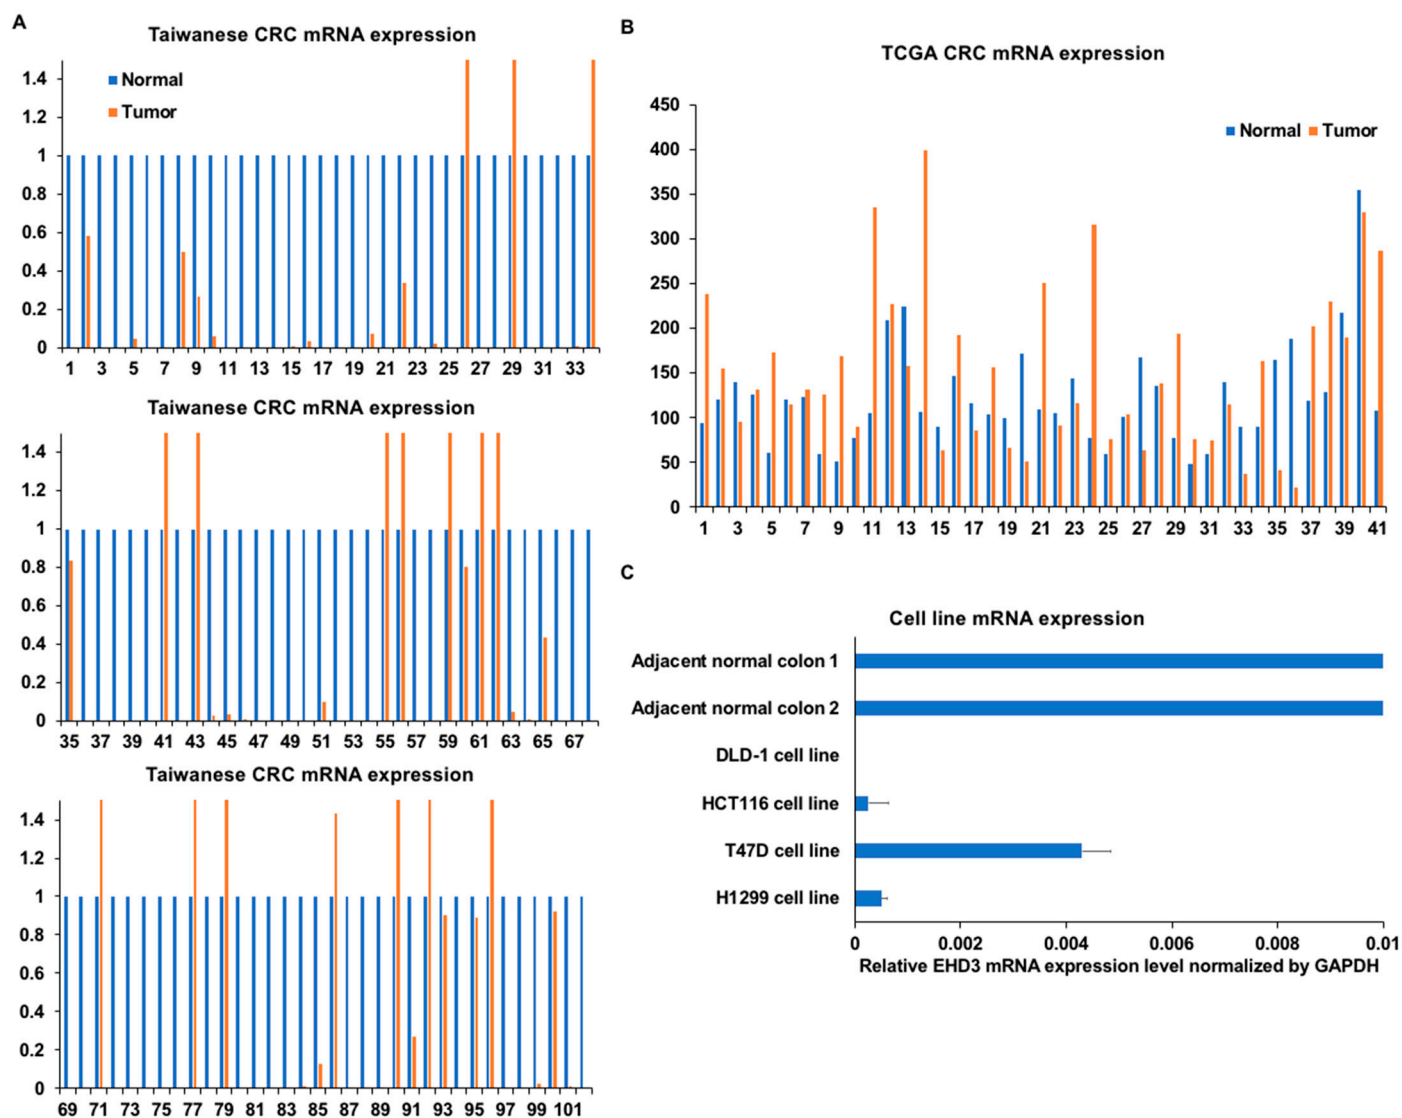 A
Taiwanese CRC mRNA expression
Normal
Tumor
1.4
1.2
1
0.8
0.6
0.4
0.2
0
1 3 5 7 9 11 13 15 17 19 21 23 25 27 29 31 33
Taiwanese CRC mRNA expression
1.4
1.2
1
0.8
0.6
0.4
0.2
0
35 37 39 41 43 45 47 49 51 53 55 57 59 61 63 65 67
Taiwanese CRC mRNA expression
1.4
1.2
1
0.8
0.6
0.4
0.2
0
69 71 73 75 77 79 81 83 85 87 89 91 93 95 97 99 101
B
TCGA CRC mRNA expression
Normal Tumor
450
400
350
300
250
200
150
100
50
0
1 3 5 7 9 11 13 15 17 19 21 23 25 27 29 31 33 35 37 39 41
C
Cell line mRNA expression
Adjacent normal colon 1
Adjacent normal colon 2
DLD-1 cell line
HCT116 cell line
T47D cell line
H1299 cell line
0 0.002 0.004 0.006 0.008 0.01
Relative EHD3 mRNA expression level normalized by GAPDH